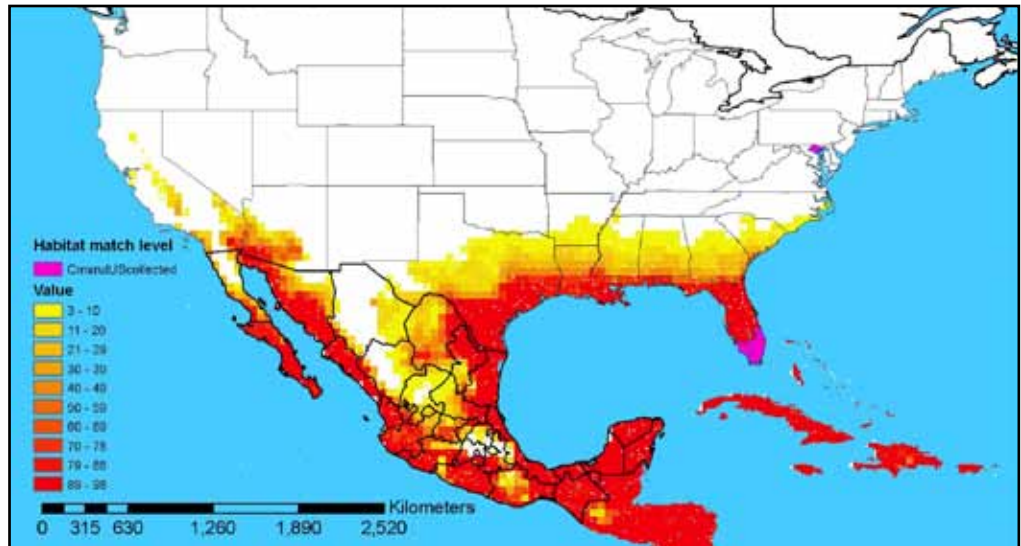 Habitat match level
Value
3 - 10
11 - 20
21 - 29
30 - 39
40 - 49
50 - 59
60 - 69
70 - 78
79 - 88
89 - 98
Kilometers
0 315 630 1,260 1,890 2,520